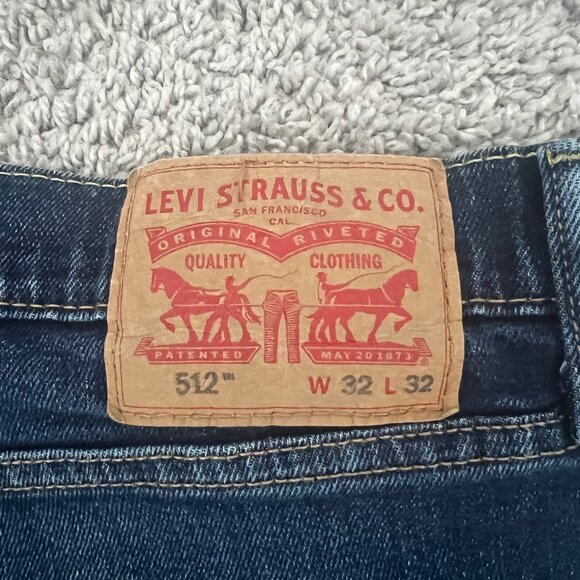 LEVI STRAUSS & CO.
SAN FRANCISCO
CAL.
ORIGINAL RIVETED
QUALITY CLOTHING
PATENTED MAY 20 1873
512™ W 32 L 32